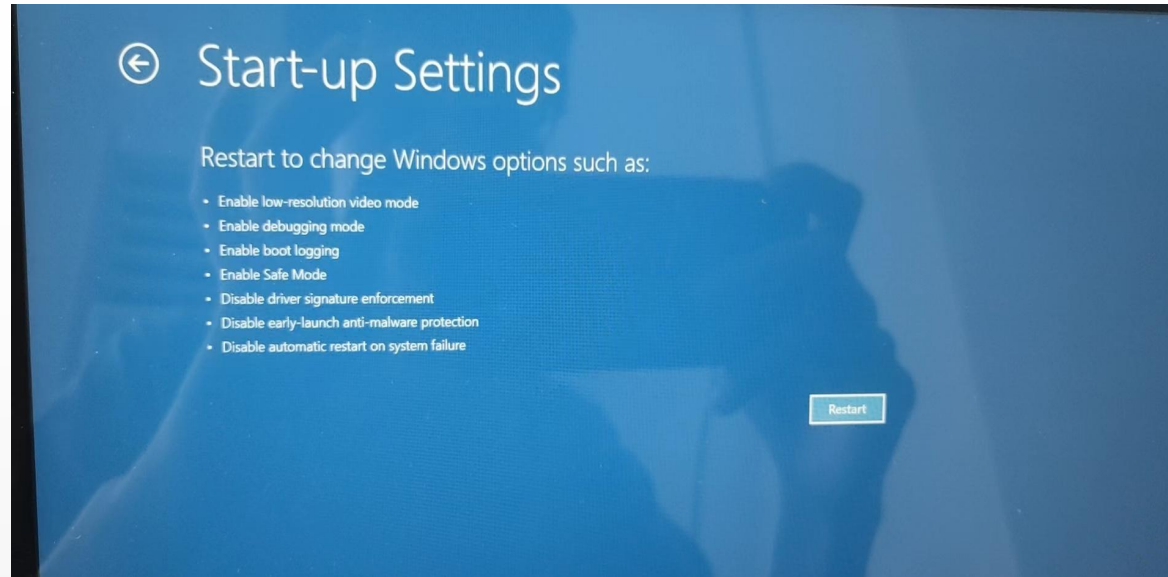 Start-up Settings
Restart to change Windows options such as:
• Enable low-resolution video mode
• Enable debugging mode
• Enable boot logging
• Enable Safe Mode
• Disable driver signature enforcement
• Disable early-launch anti-malware protection
• Disable automatic restart on system failure
Restart